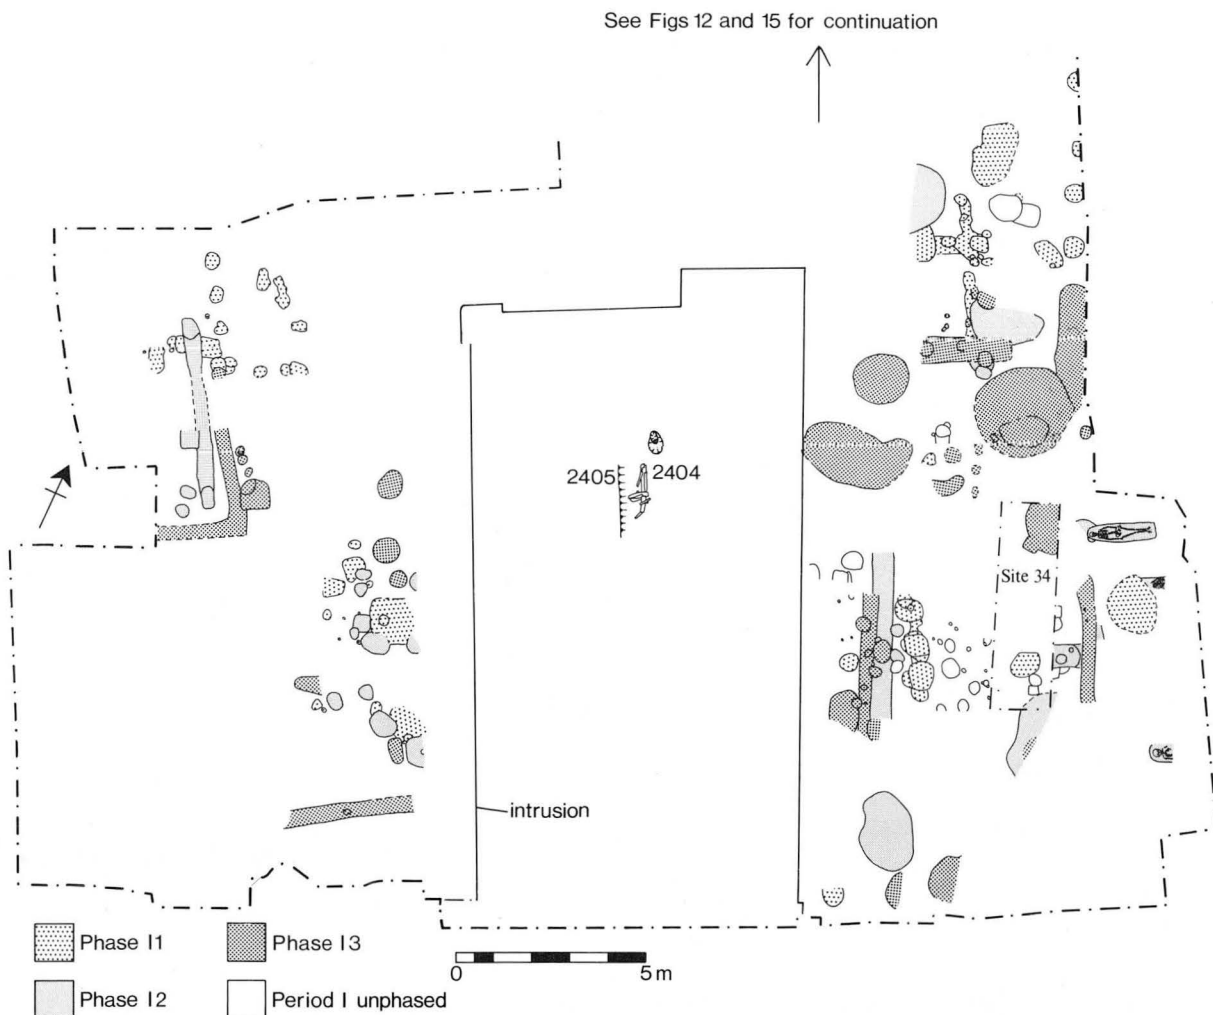 See Figs 12 and 15 for continuation
2405
2404
Site 34
intrusion
Phase I1
Phase I3
Phase I2
Period I unphased
0
5m